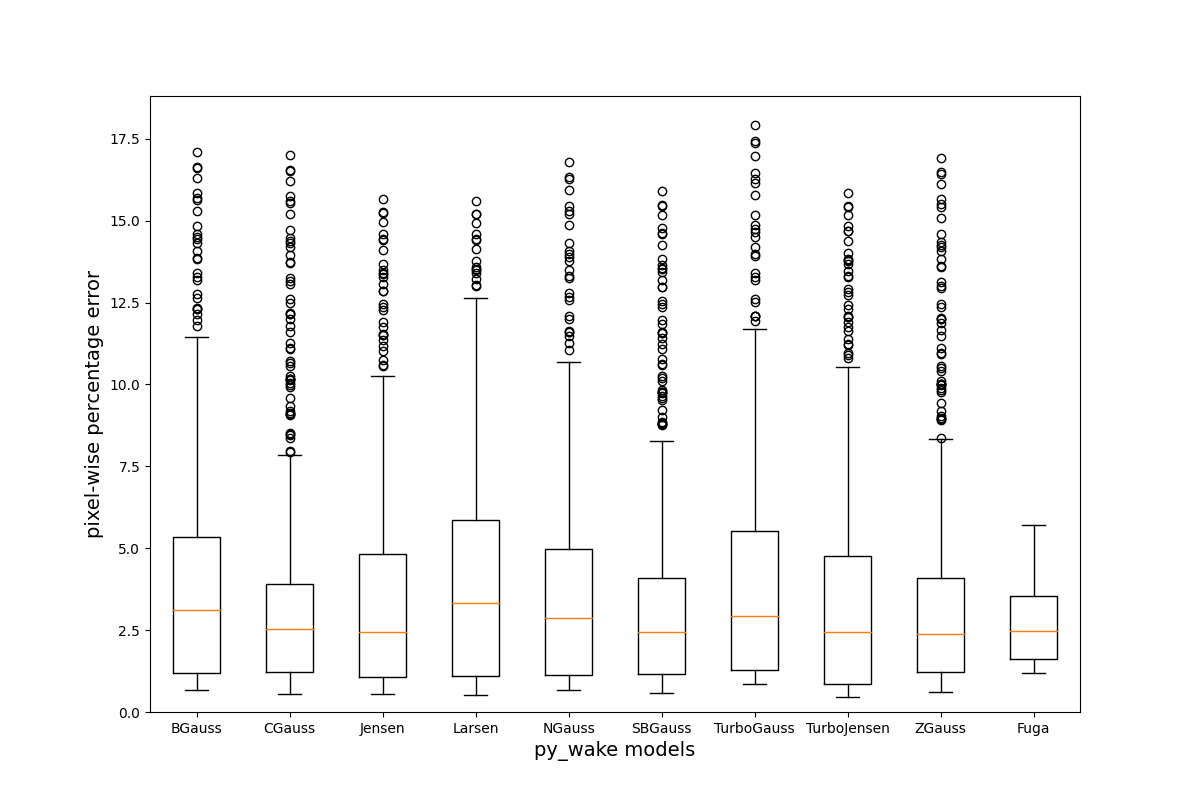 pixel-wise percentage error
17.5
15.0
12.5
10.0
7.5
5.0
2.5
0.0
BGauss CGauss Jensen Larsen NGauss SBGauss TurboGauss TurboJensen ZGauss Fuga
py_wake models